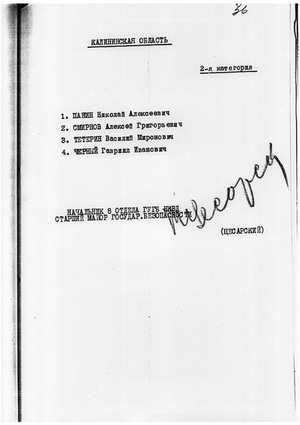 36
КАЛИНИНСКАЯ ОБЛАСТЬ
2-я категория
1. ПАНИН Николай Алексеевич
2. СМИРНОВ Алексей Григорьевич
3. ТЕТЕРИН Василий Миронович
4. ЧЕРНЫЙ Гавриил Иванович
НАЧАЛЬНИК 8 ОТДЕЛА ГУГБ НКВД
СТАРШИЙ МАЙОР ГОСУДАР.БЕЗОПАСНОСТИ
(ЦЕСАРСКИЙ)